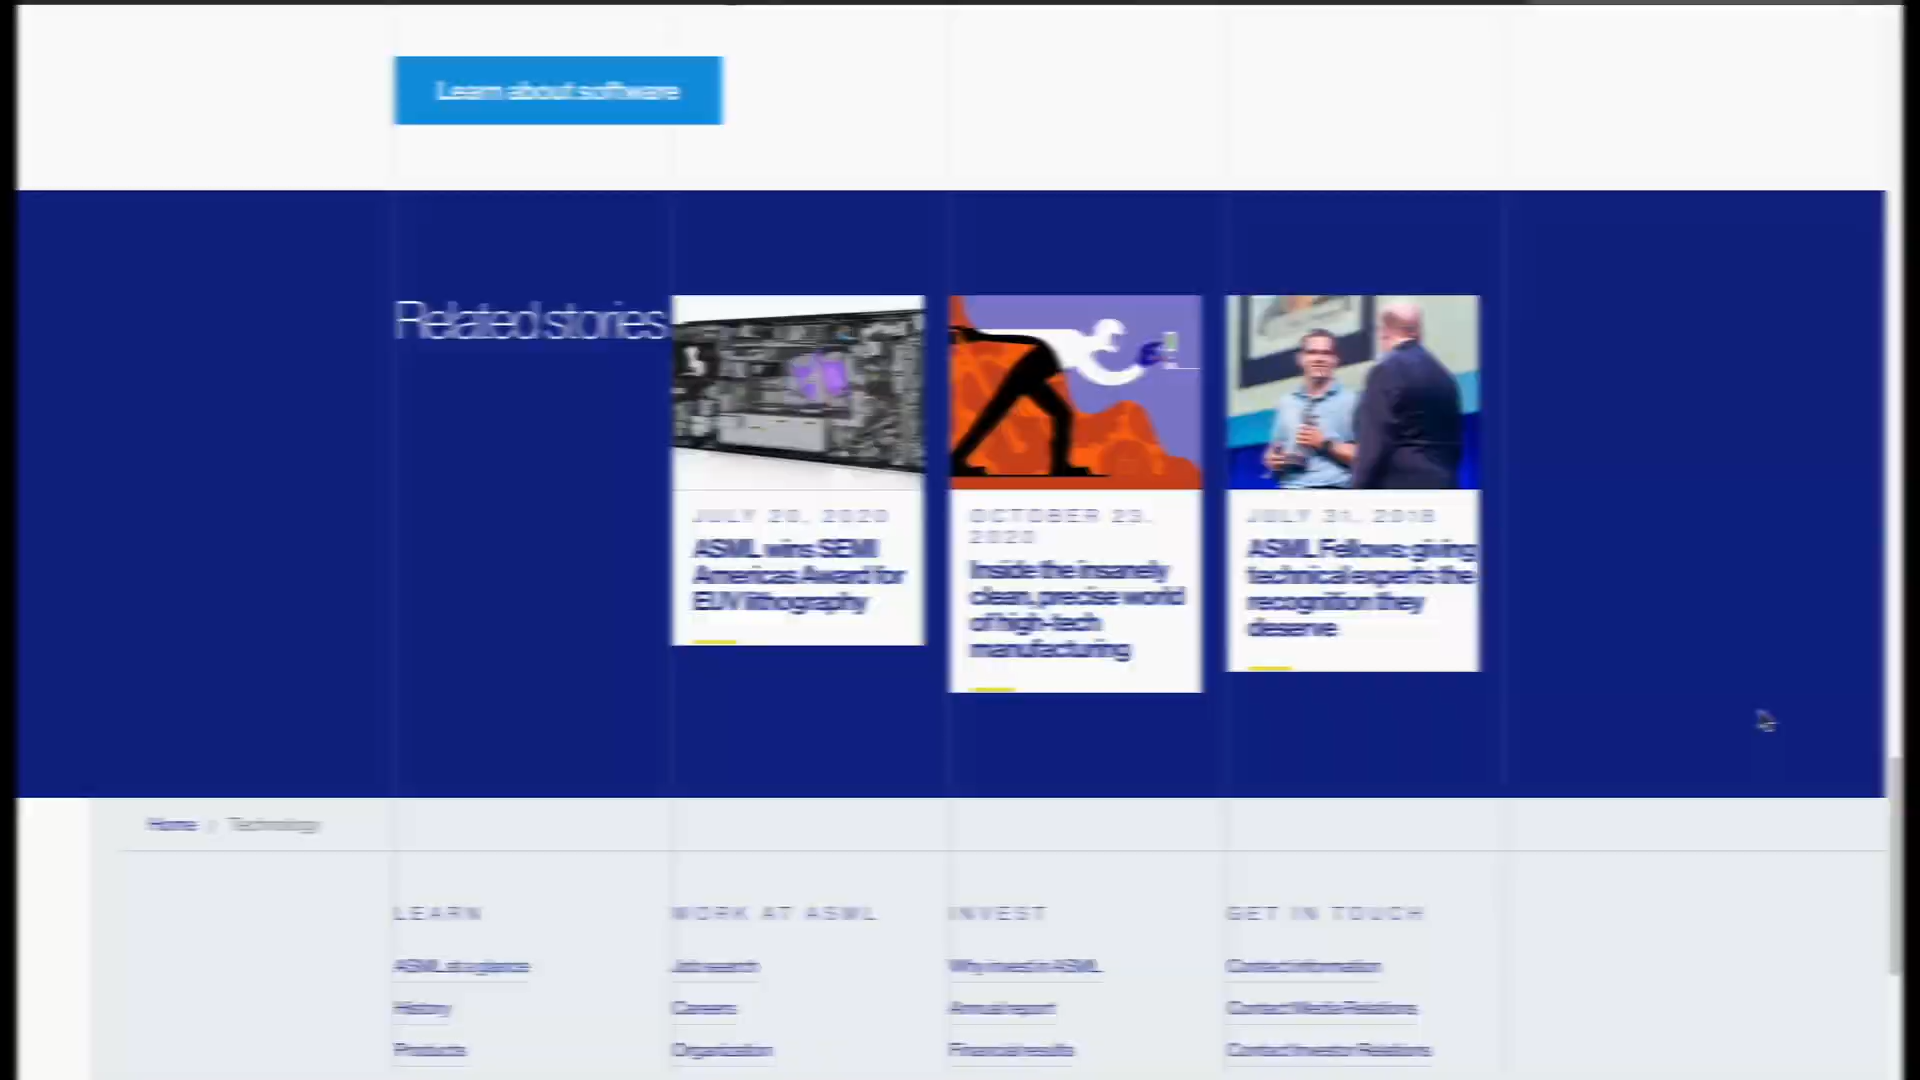 Learn about software
Related stories
JULY 20, 2020
ASML wins SEMI
Americas Award for
EUV lithography
OCTOBER 23,
2020
Inside the insanely
clean, precise world
of high-tech
manufacturing
JULY 31, 2018
ASML Fellows: giving
technical experts the
recognition they
deserve
Home / Technology
LEARN
WORK AT ASML
INVEST
GET IN TOUCH
ASML at a glance
Job search
Why invest in ASML
Contact information
History
Careers
Annual report
Contact Media Relations
Products
Organization
Financial results
Contact Investor Relations